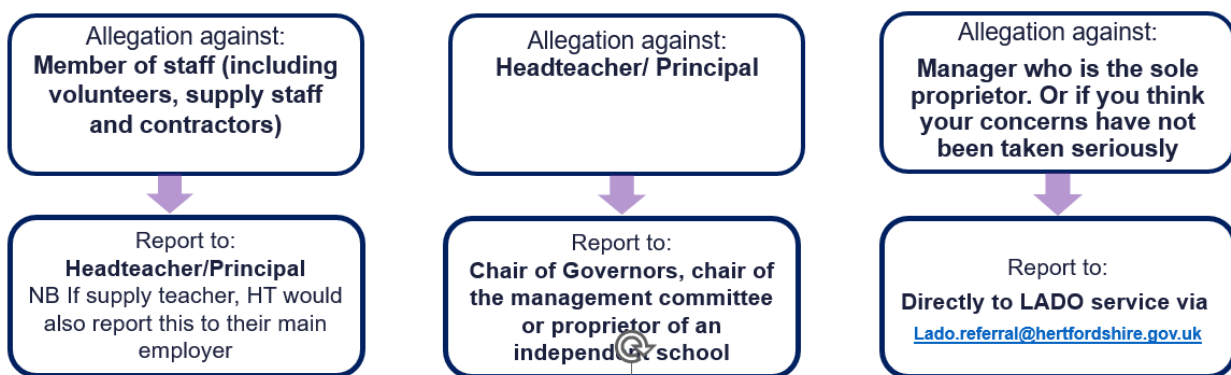 Allegation against:
Member of staff (including
volunteers, supply staff
and contractors)
Report to:
Headteacher/Principal
NB If supply teacher, HT would
also report this to their main
employer
Allegation against:
Headteacher/ Principal
Report to:
Chair of Governors, chair of
the management committee
or proprietor of an
independent school
Allegation against:
Manager who is the sole
proprietor. Or if you think
your concerns have not
been taken seriously
Report to:
Directly to LADO service via
Lado.referral@hertfordshire.gov.uk